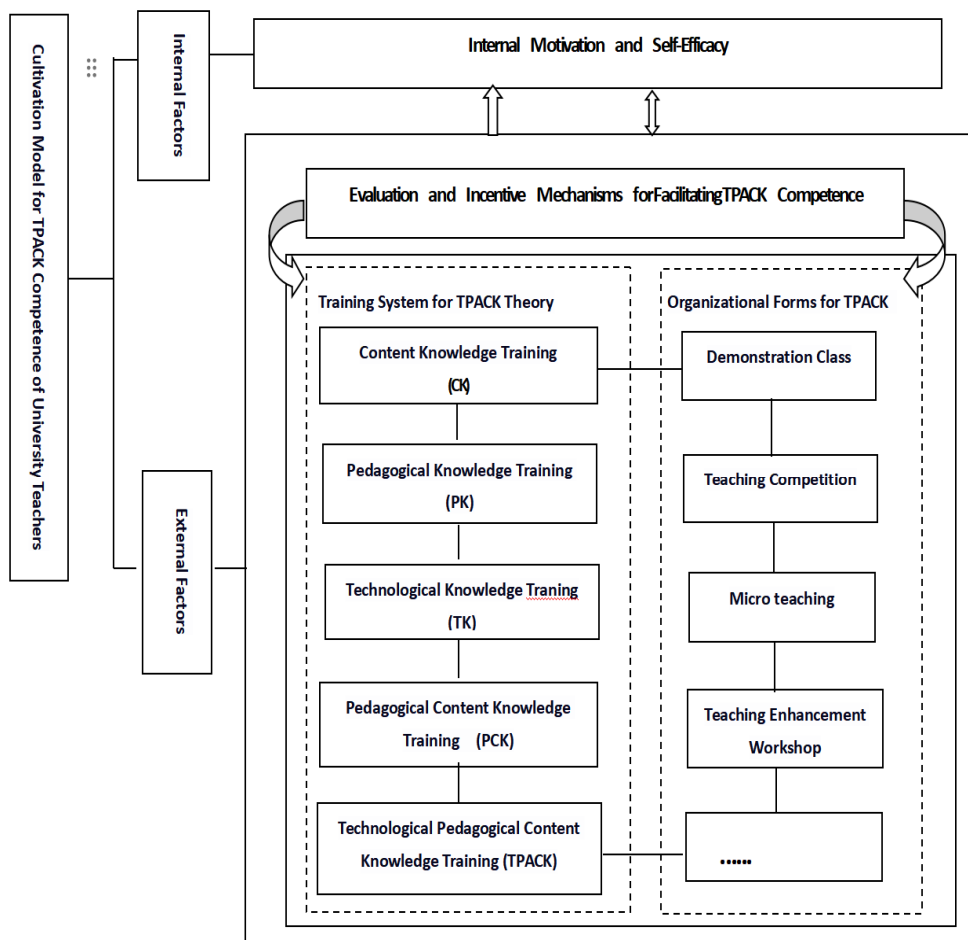 Cultivation Model for TPACK Competence of University Teachers
Internal Factors
Internal Motivation and Self-Efficacy
External Factors
Evaluation and Incentive Mechanisms forFacilitatingTPACK Competence
Training System for TPACK Theory
Content Knowledge Training
(CK)
Pedagogical Knowledge Training
(PK)
Technological Knowledge Traning
(TK)
Pedagogical Content Knowledge
Training (PCK)
Technological Pedagogical Content
Knowledge Training (TPACK)
Organizational Forms for TPACK
Demonstration Class
Teaching Competition
Micro teaching
Teaching Enhancement
Workshop
......